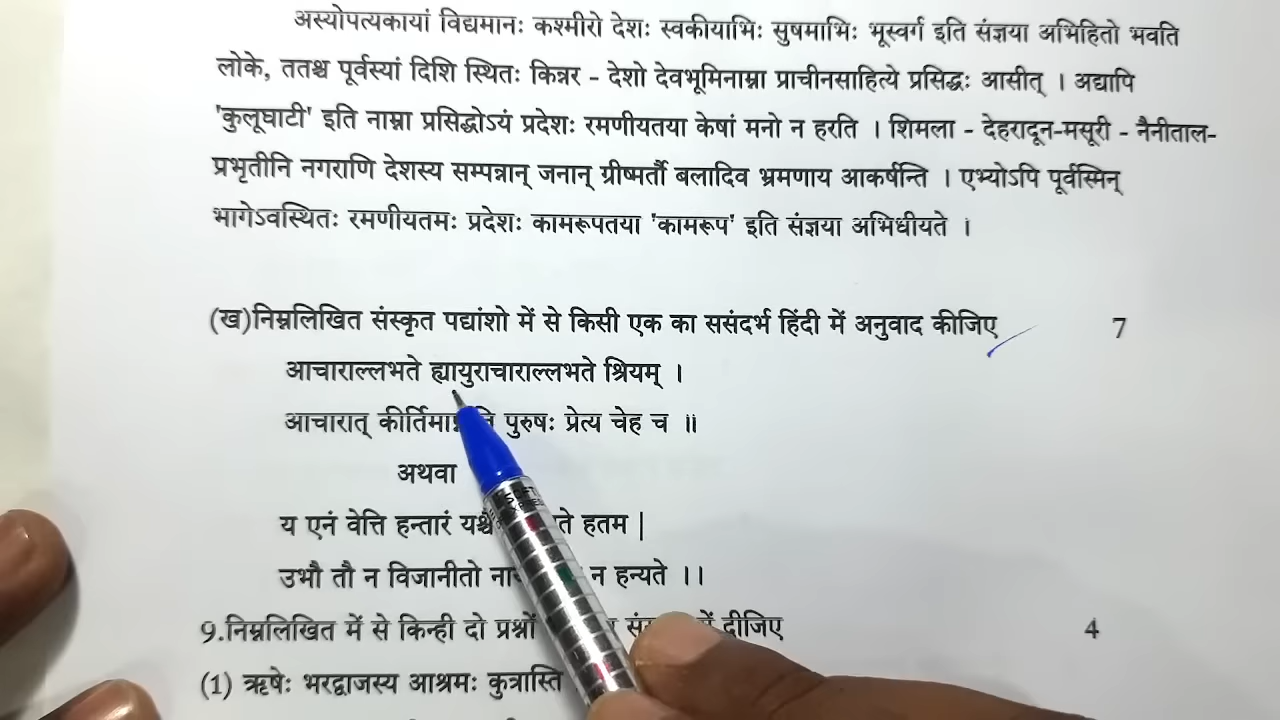 अस्योपत्यकायां विद्यमानः कश्मीरो देशः स्वकीयाभिः सुषमाभिः भूस्वर्ग इति संज्ञया अभिहितो भवति
लोके, ततश्च पूर्वस्यां दिशि स्थितः किन्नर - देशो देवभूमिनाम्ना प्राचीनसाहित्ये प्रसिद्धः आसीत् । अद्यापि
'कुलूघाटी' इति नाम्ना प्रसिद्धोऽयं प्रदेशः रमणीयतया केषां मनो न हरति । शिमला - देहरादून-मसूरी - नैनीताल-
प्रभृतीनि नगराणि देशस्य सम्पन्नान् जनान् ग्रीष्मर्तौ बलादिव भ्रमणाय आकर्षन्ति । एभ्योऽपि पूर्वस्मिन्
भागेऽवस्थितः रमणीयतमः प्रदेशः कामरूपतया 'कामरूप' इति संज्ञया अभिधीयते ।
(ख)निम्नलिखित संस्कृत पद्यांशो में से किसी एक का ससंदर्भ हिंदी में अनुवाद कीजिए 7
आचाराल्लभते ह्यायुराचाराल्लभते श्रियम् ।
आचारात् पुरुषः प्रेत्य चेह च ॥
अथवा
य एनं वेत्ति हन्तारं हतम |
उभौ तौ न विजानीतो न हन्यते ।।
9.निम्नलिखित में से किन्ही दो प्रश्नों दीजिए 4
(1) ऋषेः भरद्वाजस्य आश्रमः कुत्रास्ति